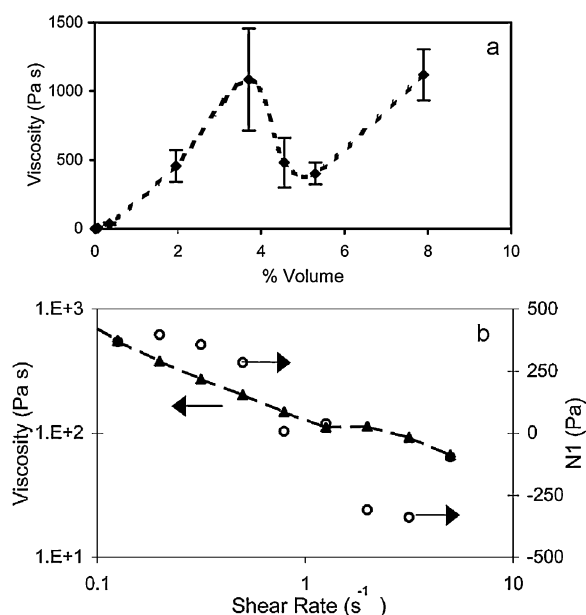 a
1500
1000
500
0
Viscosity (Pa s)
0 2 4 6 8 10
% Volume
b
1.E+3
1.E+2
1.E+1
Viscosity (Pa s)
500
250
0
-250
-500
N1 (Pa)
0.1 1 10
Shear Rate (s⁻¹)